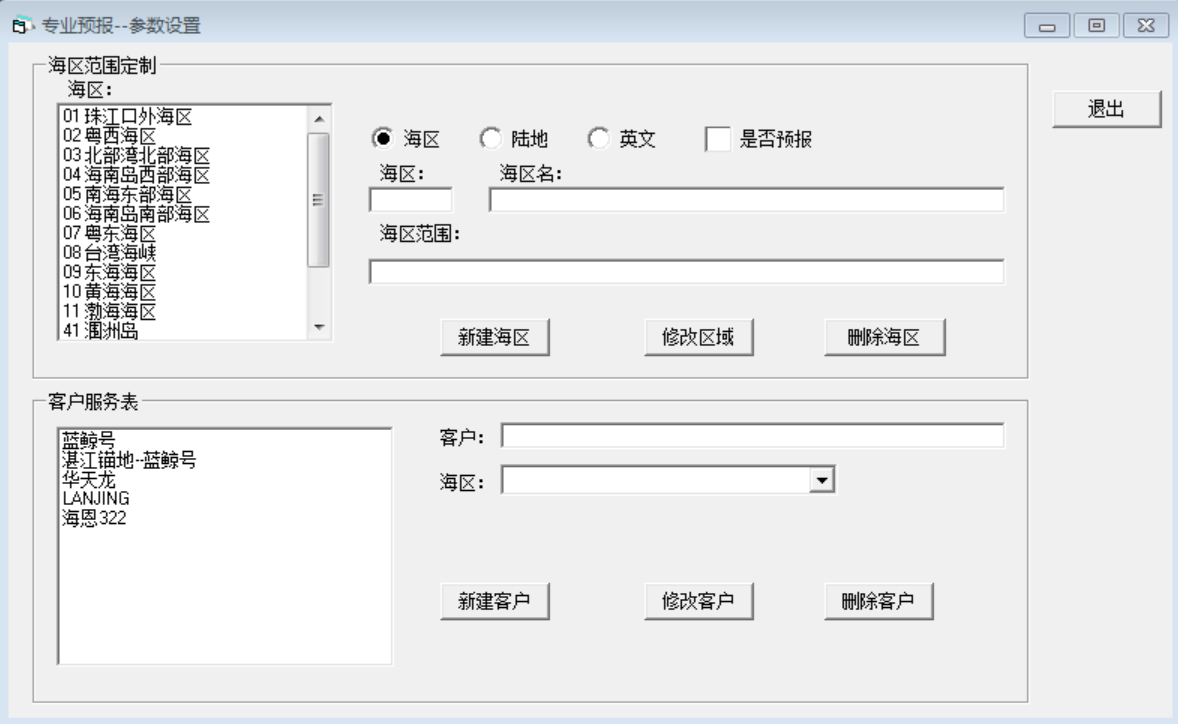 专业预报--参数设置
海区范围定制
海区：
01 珠江口外海区
02 粤西海区
03 北部湾北部海区
04 海南岛西部海区
05 南海东部海区
06 海南岛南部海区
07 粤东海区
08 台湾海峡
09 东海海区
10 黄海海区
11 渤海海区
41 涠洲岛
海区 陆地 英文 是否预报
海区： 海区名：
海区范围：
新建海区 修改区域 删除海区
退出
客户服务表
蓝鲸号
湛江锚地--蓝鲸号
华天龙
LANJING
海恩322
客户：
海区：
新建客户 修改客户 删除客户